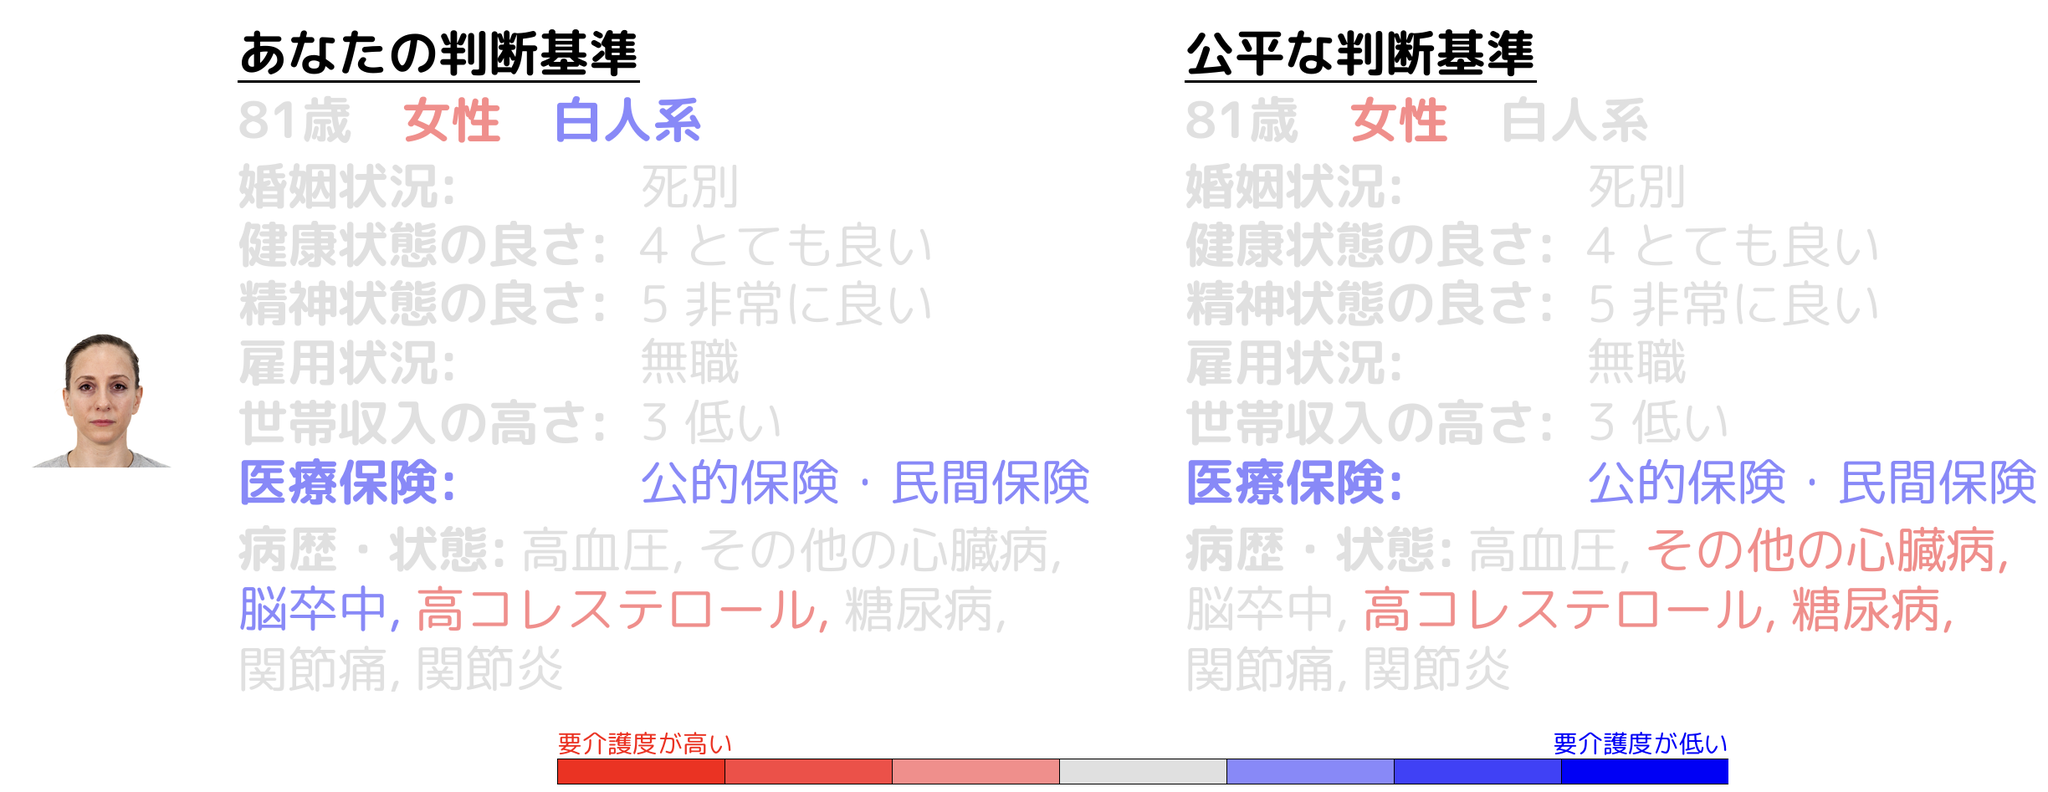 あなたの判断基準
81歳 女性 白人系
婚姻状況: 死別
健康状態の良さ: 4 とても良い
精神状態の良さ: 5 非常に良い
雇用状況: 無職
世帯収入の高さ: 3 低い
医療保険: 公的保険・民間保険
病歴・状態: 高血圧, その他の心臓病,
脳卒中, 高コレステロール, 糖尿病,
関節痛, 関節炎
公平な判断基準
81歳 女性 白人系
婚姻状況: 死別
健康状態の良さ: 4 とても良い
精神状態の良さ: 5 非常に良い
雇用状況: 無職
世帯収入の高さ: 3 低い
医療保険: 公的保険・民間保険
病歴・状態: 高血圧, その他の心臓病,
脳卒中, 高コレステロール, 糖尿病,
関節痛, 関節炎
要介護度が高い
要介護度が低い